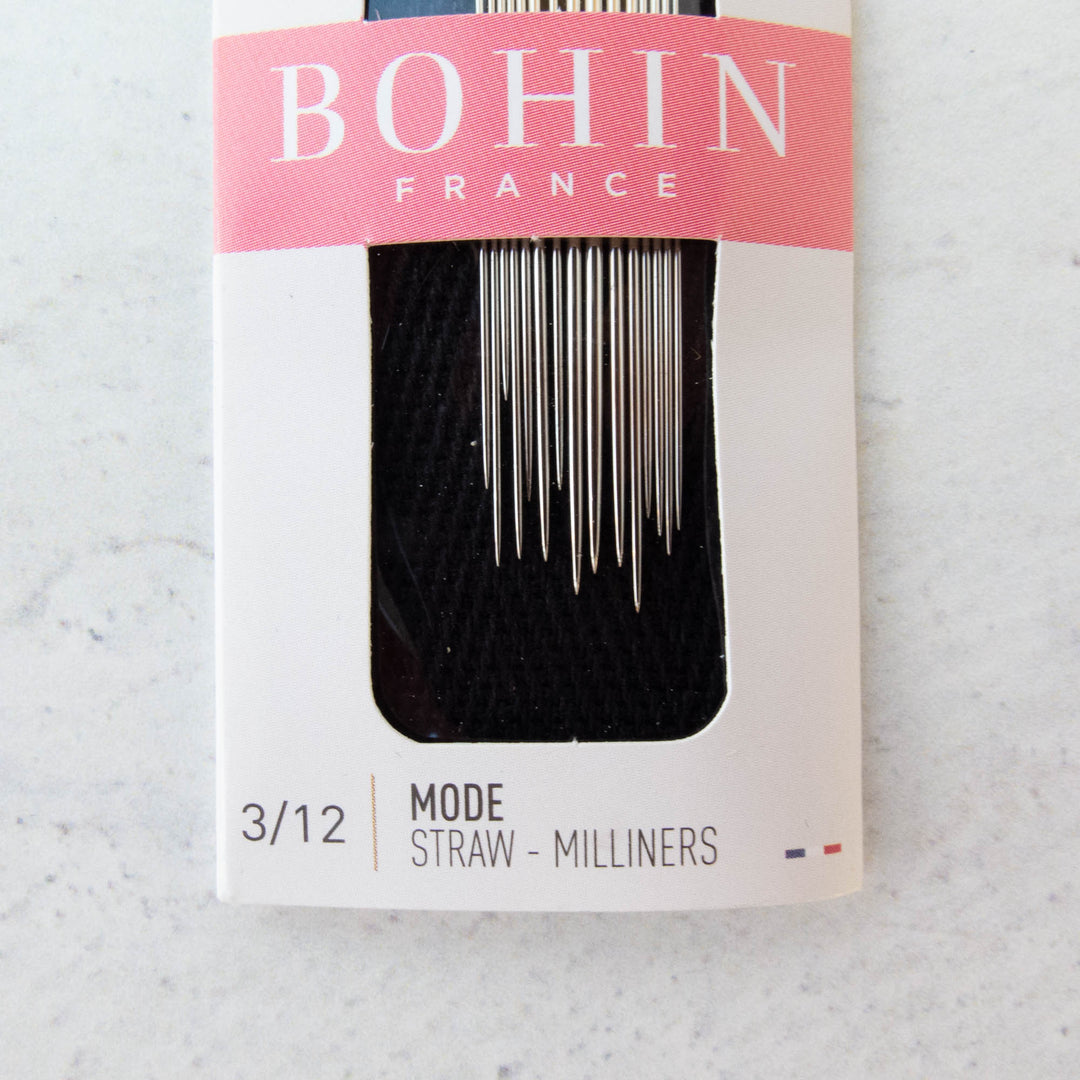 BOHIN
FRANCE
3/12
MODE
STRAW - MILLINERS